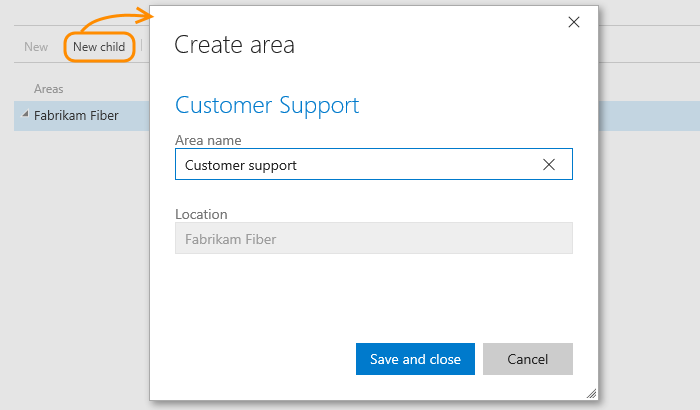 New
New child
Areas
Fabrikam Fiber
Create area
Customer Support
Area name
Customer support
Location
Fabrikam Fiber
Save and close
Cancel